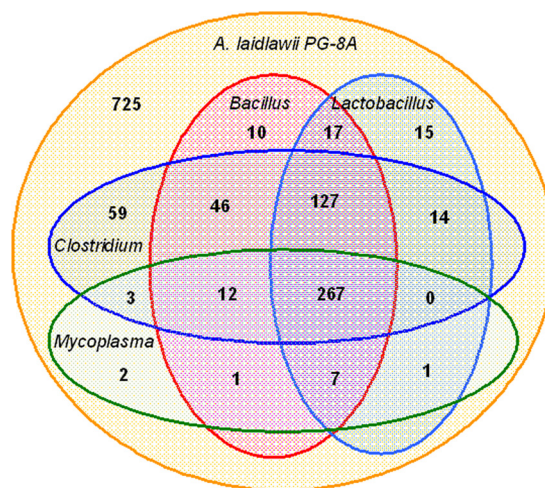 A. laidlawii PG-8A
725
Bacillus Lactobacillus
10 17 15
59 46 127 14
Clostridium
3 12 267 0
Mycoplasma
2 1 7 1